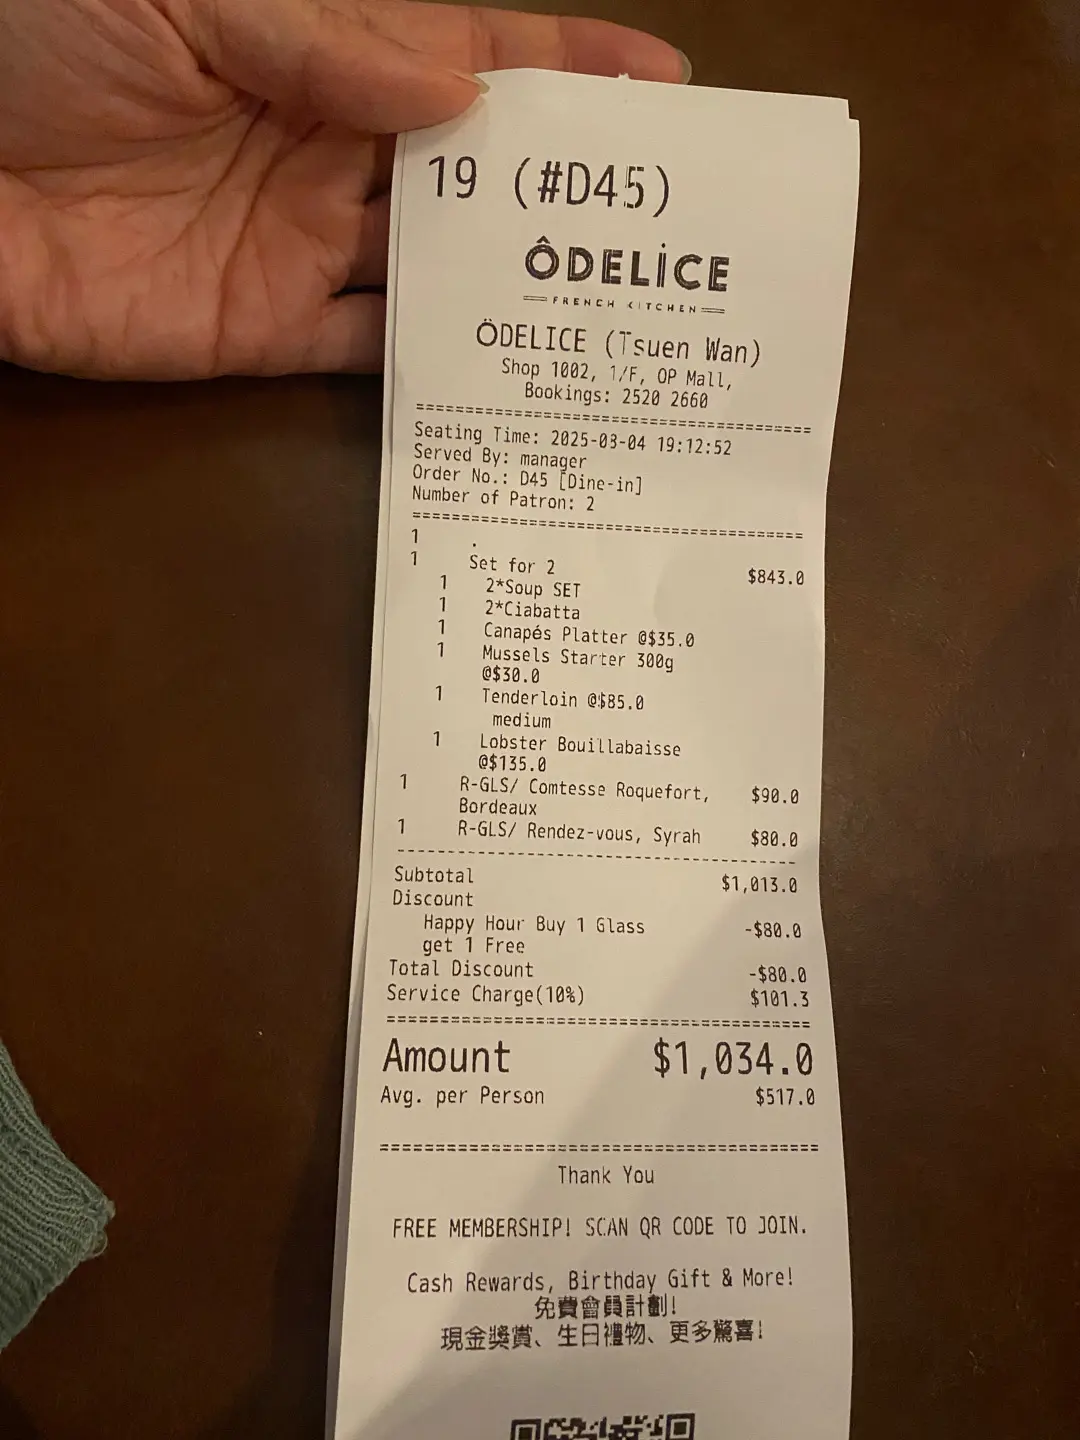 19 (#D45)
ÔDELİCE
FRENCH KITCHEN
ÖDELICE (Tsuen Wan)
Shop 1002, 1/F, OP Mall,
Bookings: 2520 2660
========================================
Seating Time: 2025-03-04 19:12:52
Served By: manager
Order No.: D45 [Dine-in]
Number of Patron: 2
========================================
1 .
1 Set for 2 $843.0
1 2*Soup SET
1 2*Ciabatta
1 Canapés Platter @$35.0
1 Mussels Starter 300g
@$30.0
1 Tenderloin @$85.0
medium
1 Lobster Bouillabaisse
@$135.0
1 R-GLS/ Comtesse Roquefort, $90.0
Bordeaux
1 R-GLS/ Rendez-vous, Syrah $80.0
----------------------------------------
Subtotal $1,013.0
Discount
Happy Hour Buy 1 Glass -$80.0
get 1 Free
Total Discount -$80.0
Service Charge(10%) $101.3
========================================
Amount $1,034.0
Avg. per Person $517.0
========================================
Thank You
FREE MEMBERSHIP! SCAN QR CODE TO JOIN.
Cash Rewards, Birthday Gift & More!
免費會員計劃!
現金獎賞、生日禮物、更多驚喜!